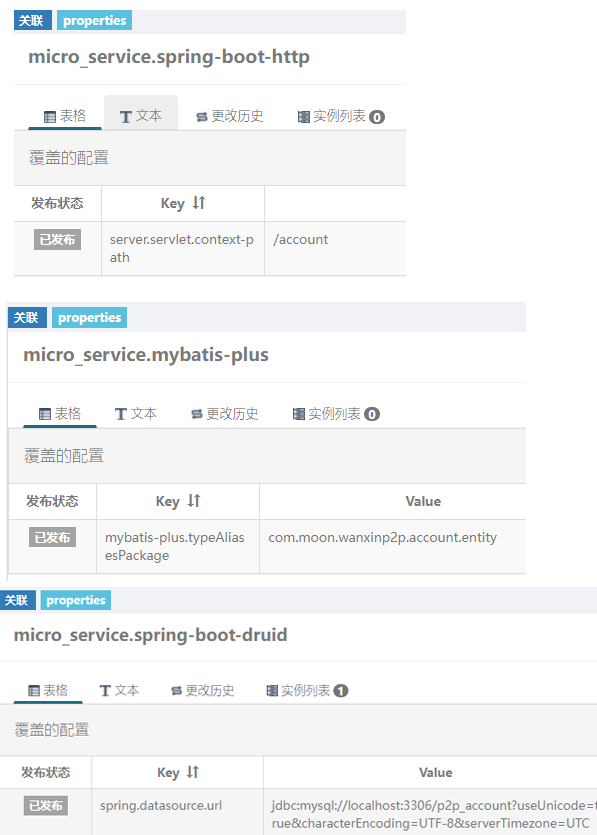 关联 properties
micro_service.spring-boot-http
表格 文本 更改历史 实例列表 0
覆盖的配置
发布状态 Key
已发布 server.servlet.context-p /account
ath
关联 properties
micro_service.mybatis-plus
表格 文本 更改历史 实例列表 0
覆盖的配置
发布状态 Key Value
已发布 mybatis-plus.typeAlias com.moon.wanxinp2p.account.entity
esPackage
关联 properties
micro_service.spring-boot-druid
表格 文本 更改历史 实例列表 1
覆盖的配置
发布状态 Key Value
已发布 spring.datasource.url jdbc:mysql://localhost:3306/p2p_account?useUnicode=t
rue&characterEncoding=UTF-8&serverTimezone=UTC